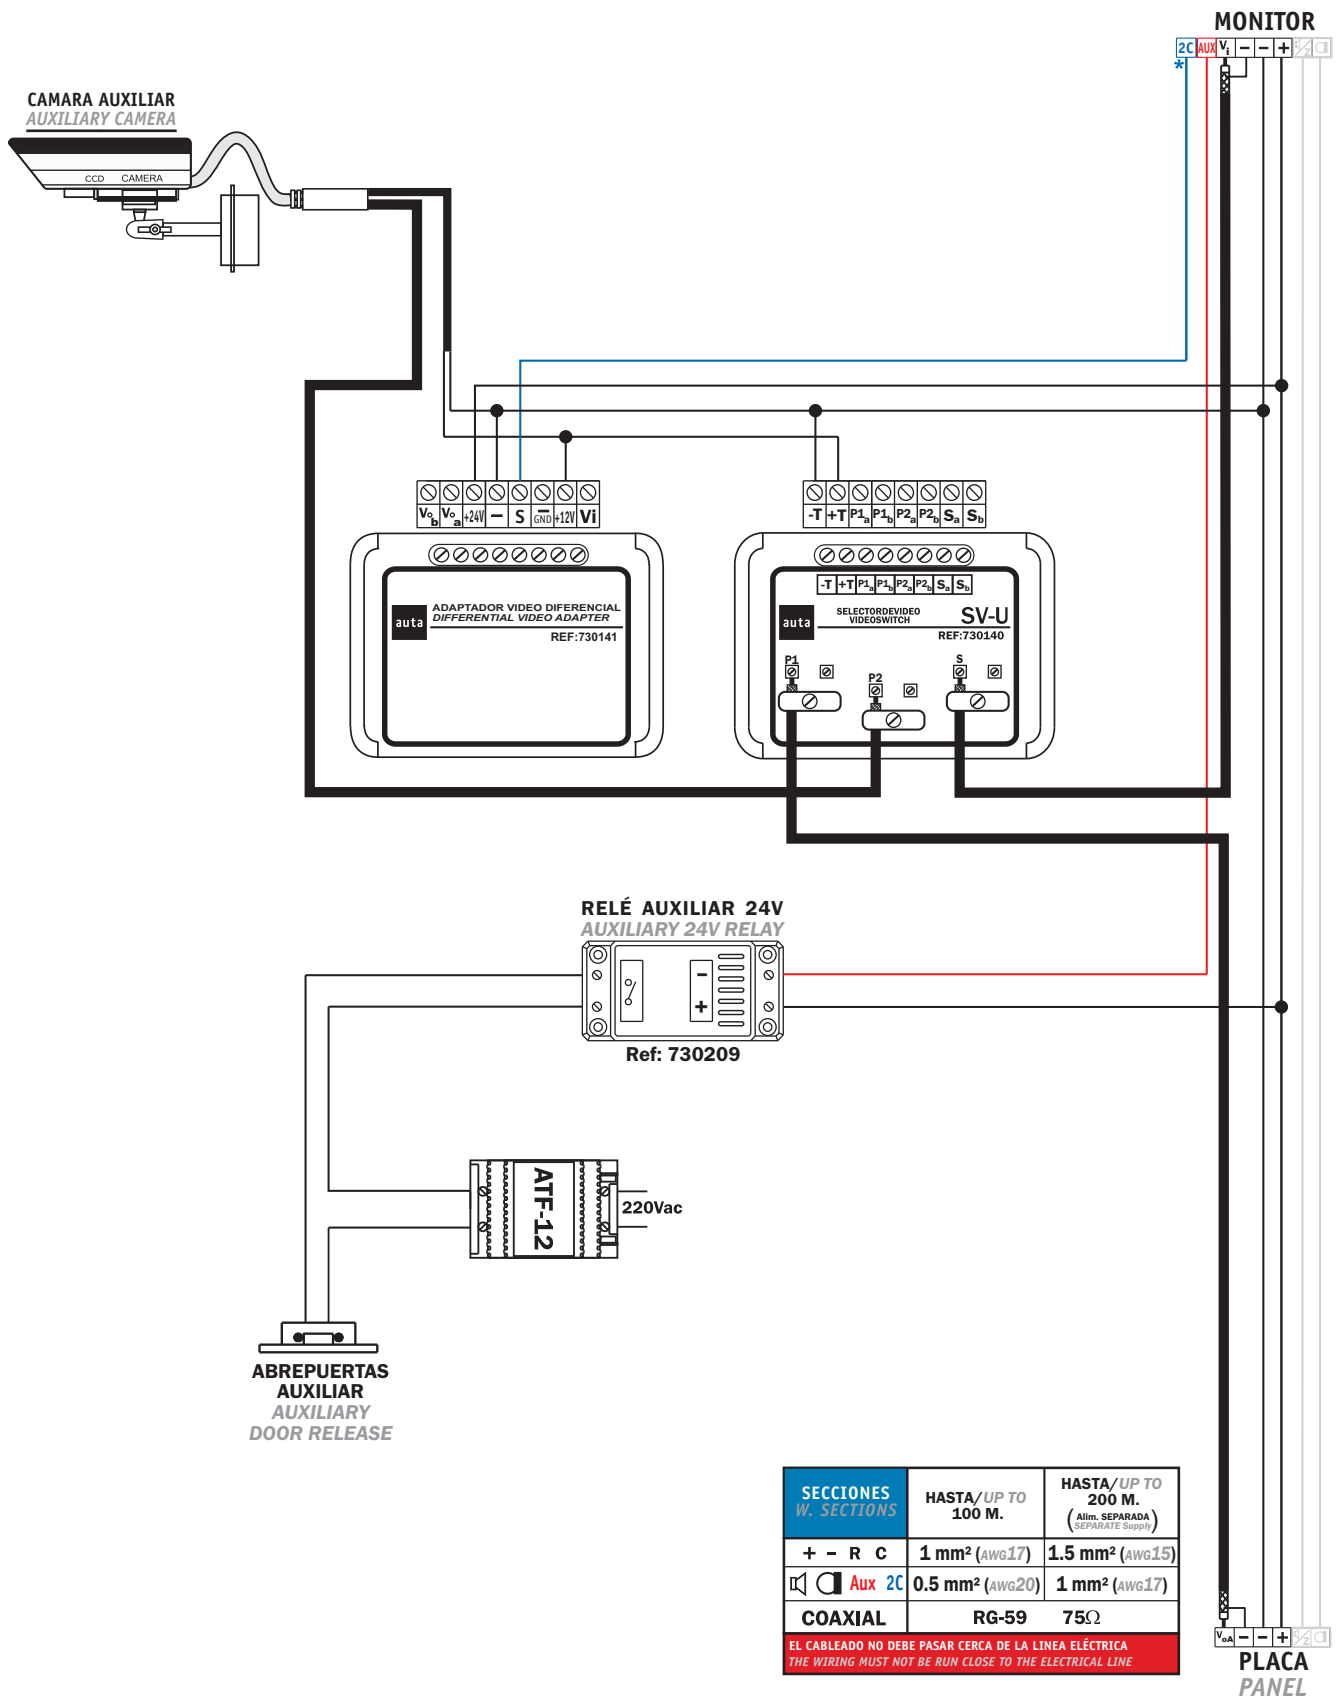 MONITOR
2C AUX Vi − − +
*
CAMARA AUXILIAR
AUXILIARY CAMERA
CCD CAMERA
Vob Voa +24V − S GND +12V Vi
-T +T P1a P1b P2a P2b Sa Sb
auta
ADAPTADOR VIDEO DIFERENCIAL
DIFFERENTIAL VIDEO ADAPTER
REF:730141
-T +T P1a P1b P2a P2b Sa Sb
auta
SELECTORDEVIDEO
VIDEOSWITCH
SV-U
REF:730140
P1
P2
S
RELÉ AUXILIAR 24V
AUXILIARY 24V RELAY
−
+
Ref: 730209
ATF-12
220Vac
ABREPUERTAS
AUXILIAR
AUXILIARY
DOOR RELEASE
SECCIONES
W. SECTIONS
HASTA/UP TO
100 M.
HASTA/UP TO
200 M.
(Alim. SEPARADA
SEPARATE Supply)
+ − R C 1 mm² (AWG17) 1.5 mm² (AWG15)
Aux 2C 0.5 mm² (AWG20) 1 mm² (AWG17)
COAXIAL RG-59 75Ω
EL CABLEADO NO DEBE PASAR CERCA DE LA LINEA ELÉCTRICA
THE WIRING MUST NOT BE RUN CLOSE TO THE ELECTRICAL LINE
VoA − − +
PLACA
PANEL